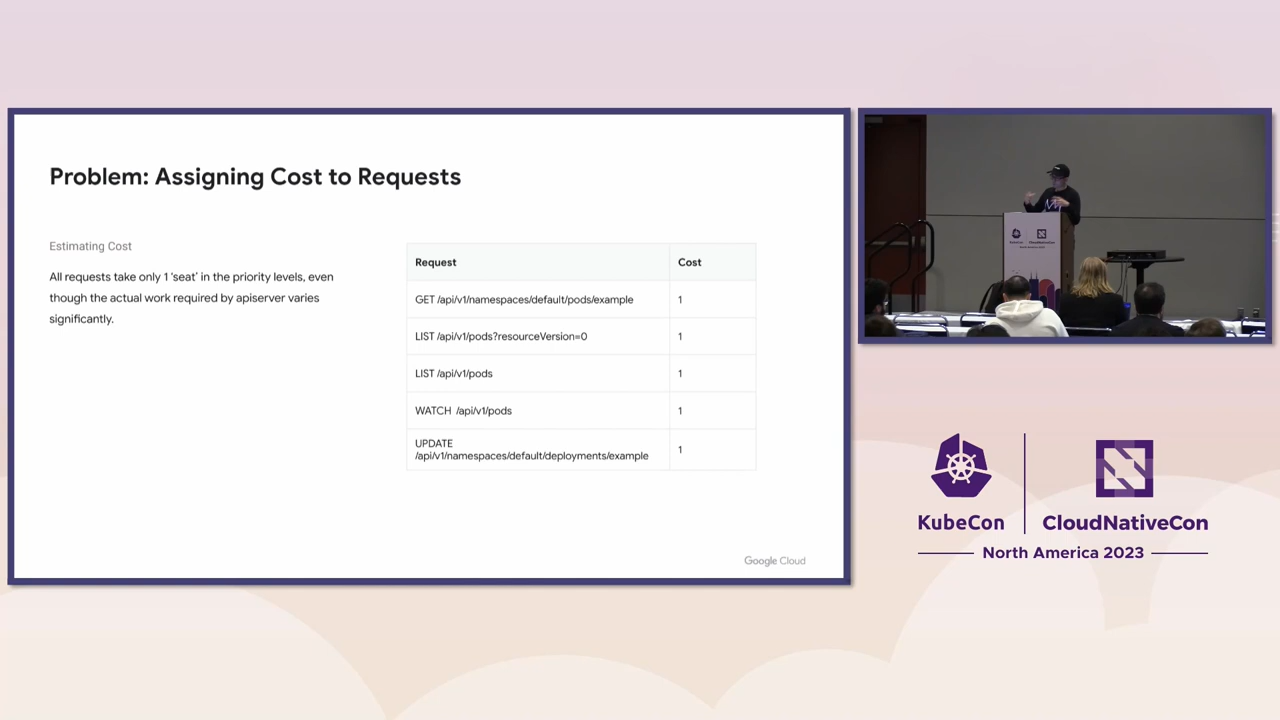 Problem: Assigning Cost to Requests
Estimating Cost
All requests take only 1 'seat' in the priority levels, even
though the actual work required by apiserver varies
significantly.
Request Cost
GET /api/v1/namespaces/default/pods/example 1
LIST /api/v1/pods?resourceVersion=0 1
LIST /api/v1/pods 1
WATCH /api/v1/pods 1
UPDATE
/api/v1/namespaces/default/deployments/example 1
Google Cloud
KubeCon CloudNativeCon
North America 2023